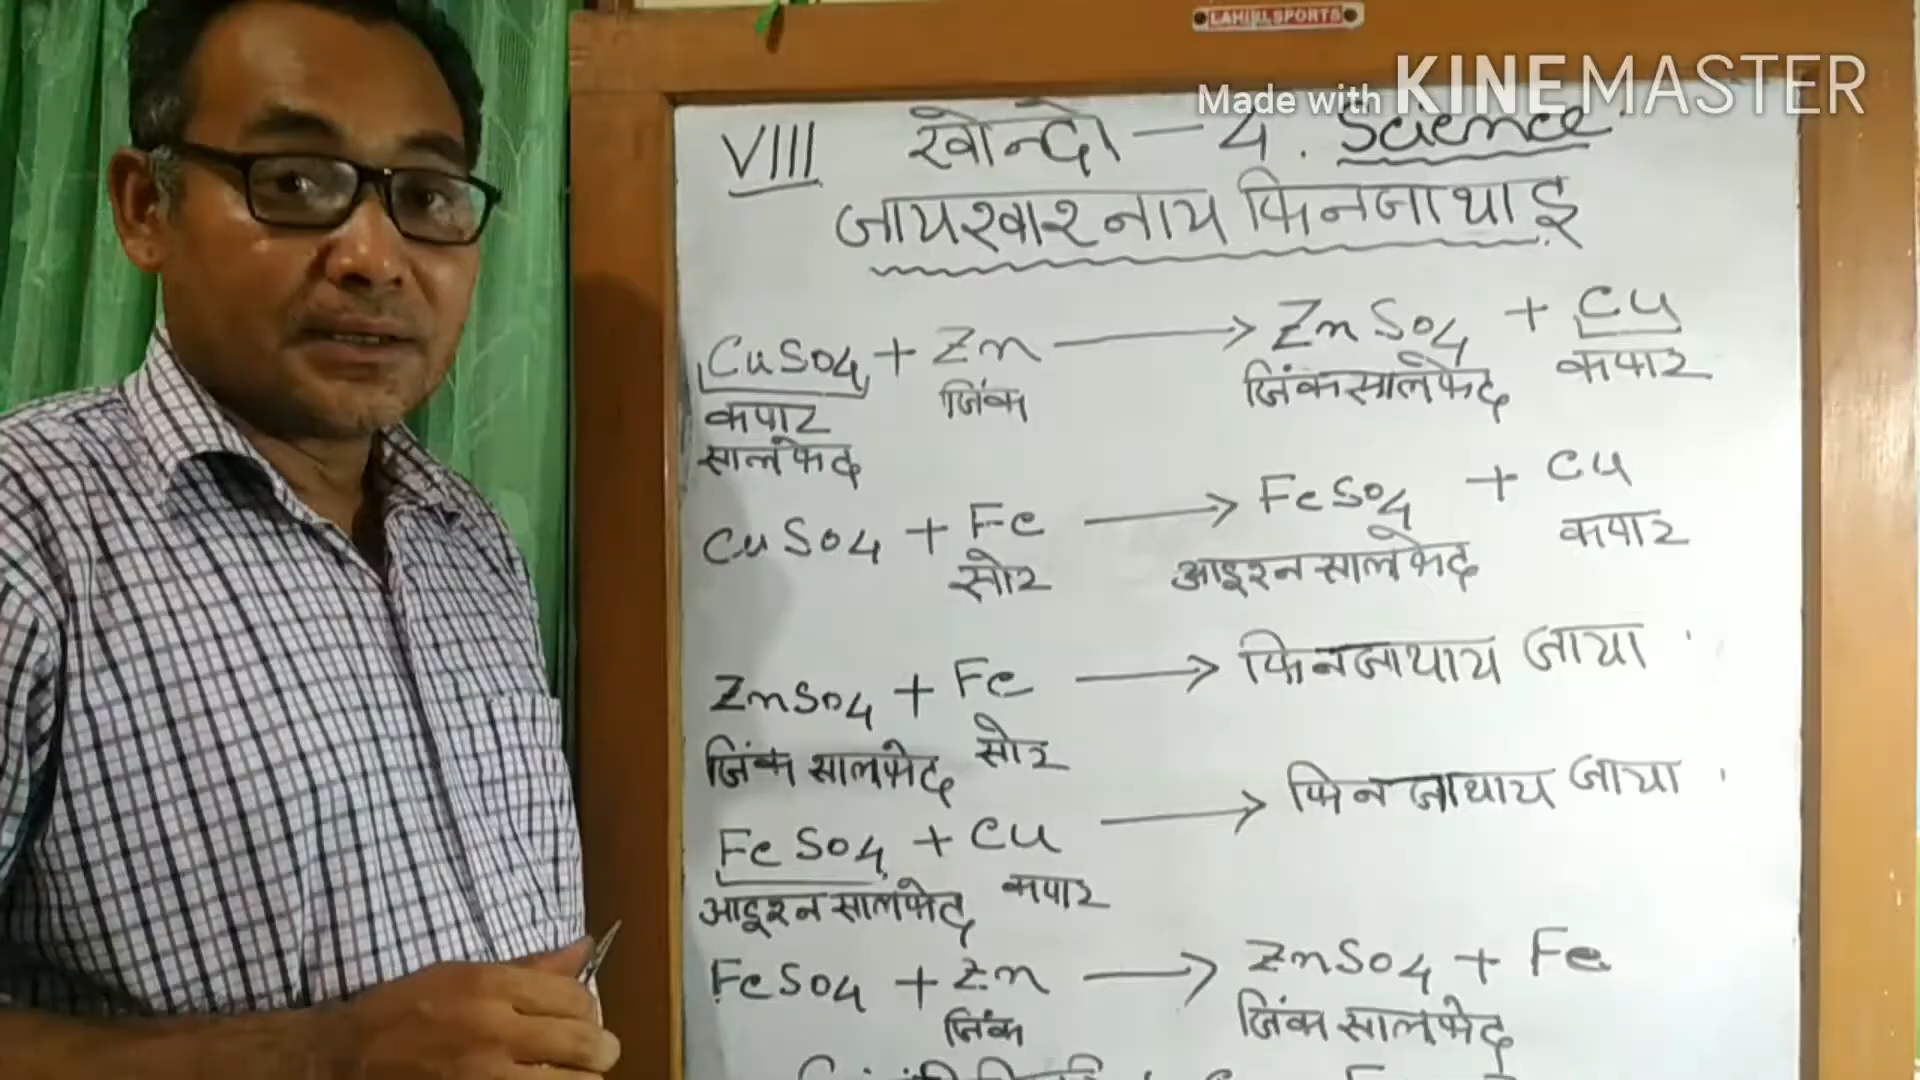 LAHIRI SPORTS
Made with KINEMASTER
VIII खोन्दो - 4. Science
जायखारनाय फिनजाथाइ
CuSO4 + Zn → ZnSO4 + Cu
कपार सालफेट जिंक जिंक सालफेट कपार
CuSO4 + Fe → FeSO4 + Cu
सोर आइरन सालफेट कपार
ZnSO4 + Fe → फिनजाथाय जाया
जिंक सालफेट सोर
FeSO4 + Cu → फिनजाथाय जाया
आइरन सालफेट कपार
FeSO4 + Zn → ZnSO4 + Fe
जिंक जिंक सालफेट